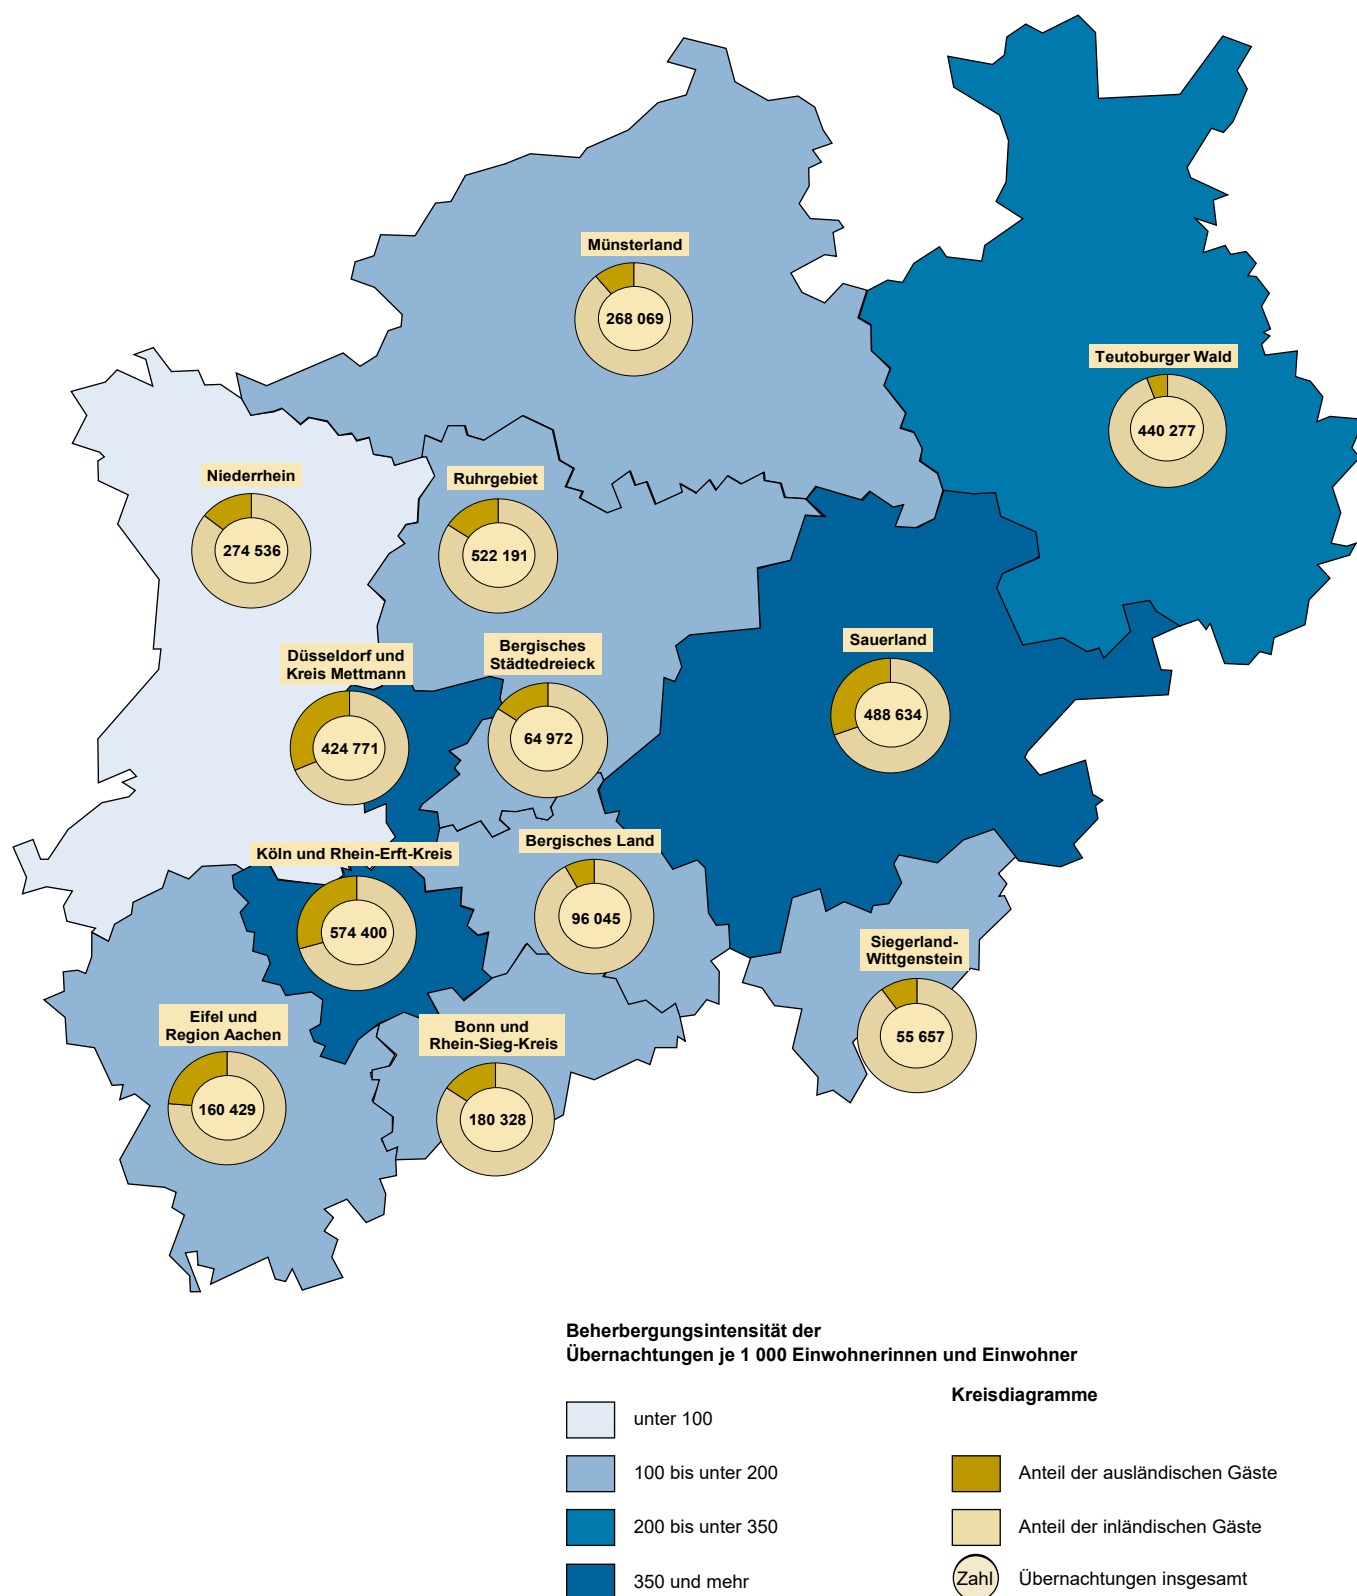 Münsterland
268 069
Teutoburger Wald
440 277
Niederrhein
274 536
Ruhrgebiet
522 191
Düsseldorf und
Kreis Mettmann
424 771
Bergisches
Städtedreieck
64 972
Sauerland
488 634
Köln und Rhein-Erft-Kreis
574 400
Bergisches Land
96 045
Siegerland-
Wittgenstein
55 657
Eifel und
Region Aachen
160 429
Bonn und
Rhein-Sieg-Kreis
180 328
Beherbergungsintensität der
Übernachtungen je 1 000 Einwohnerinnen und Einwohner
unter 100
100 bis unter 200
200 bis unter 350
350 und mehr
Kreisdiagramme
Anteil der ausländischen Gäste
Anteil der inländischen Gäste
Zahl Übernachtungen insgesamt